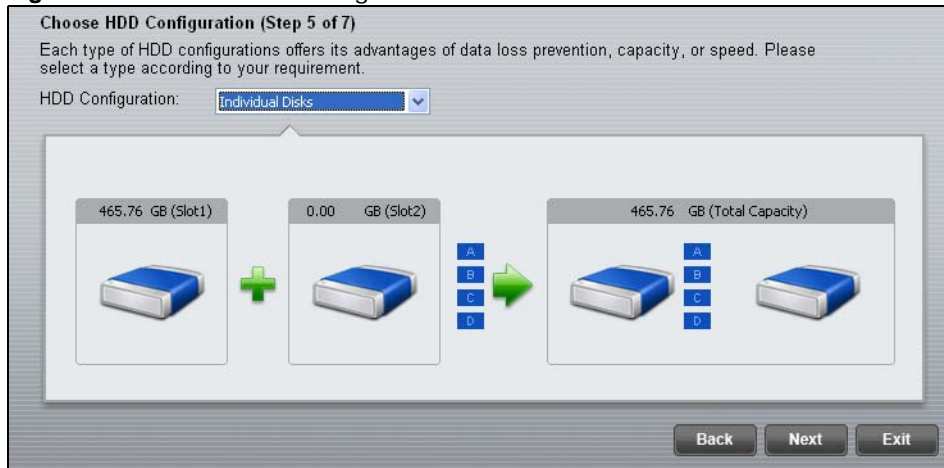 Choose HDD Configuration (Step 5 of 7)
Each type of HDD configurations offers its advantages of data loss prevention, capacity, or speed. Please
select a type according to your requirement.
HDD Configuration: Individual Disks
465.76 GB (Slot1) 0.00 GB (Slot2) 465.76 GB (Total Capacity)
A A
B B
C C
D D
Back Next Exit